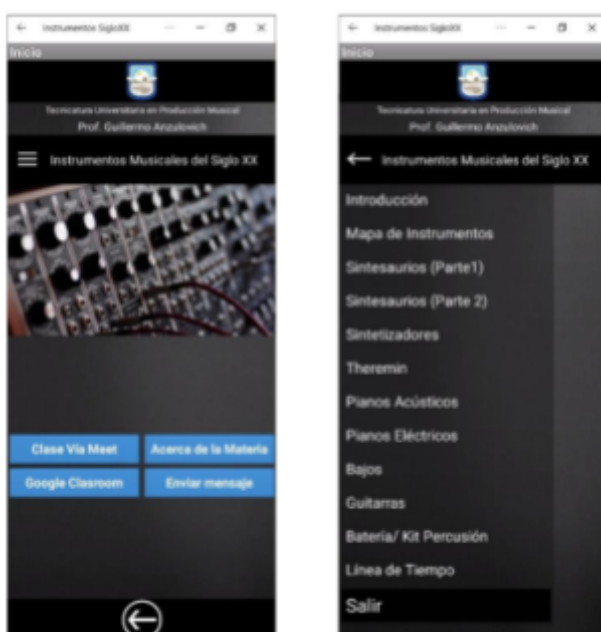 Instrumentos SigloXX
Inicio
Tecnicatura Universitaria en Producción Musical
Prof. Guillermo Anzulovich
Instrumentos Musicales del Siglo XX
Clase Vía Meet
Acerca de la Materia
Google Clasroom
Enviar mensaje
Instrumentos SigloXX
Inicio
Tecnicatura Universitaria en Producción Musical
Prof. Guillermo Anzulovich
Instrumentos Musicales del Siglo XX
Introducción
Mapa de Instrumentos
Sintesaurios (Parte1)
Sintesaurios (Parte 2)
Sintetizadores
Theremin
Pianos Acústicos
Pianos Eléctricos
Bajos
Guitarras
Batería/ Kit Percusión
Línea de Tiempo
Salir